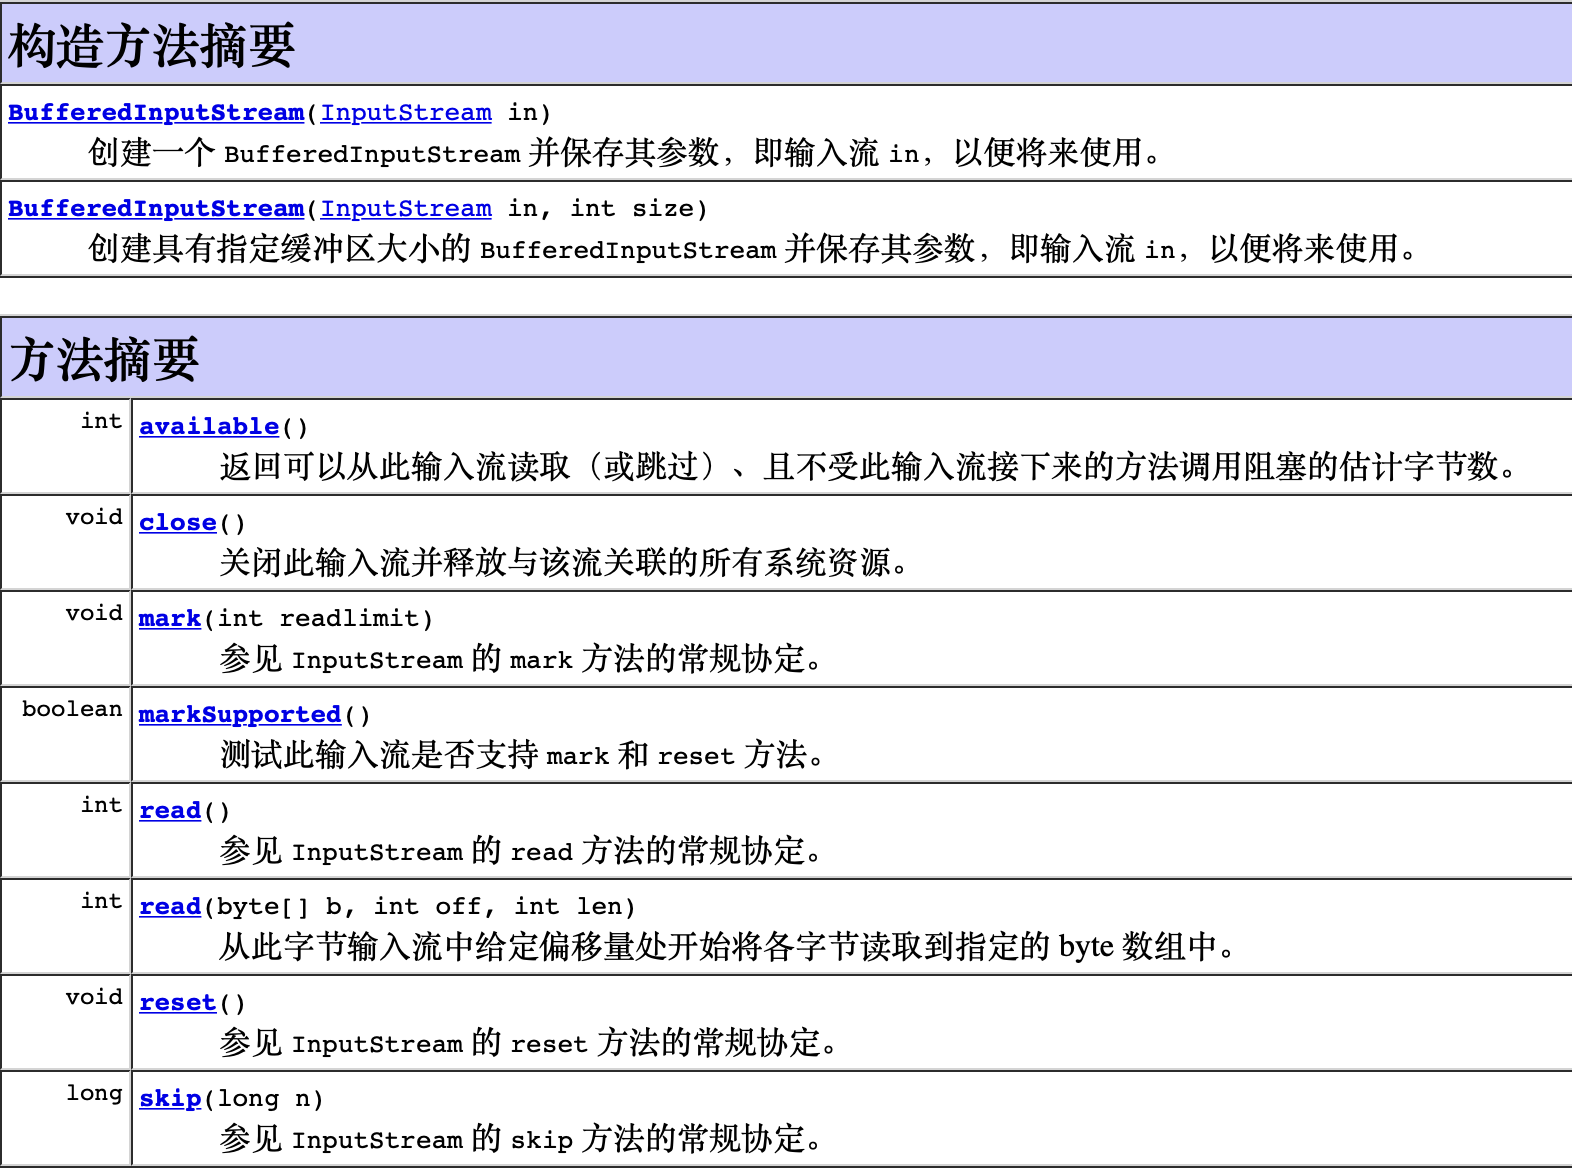 构造方法摘要
BufferedInputStream(InputStream in)
创建一个 BufferedInputStream 并保存其参数，即输入流 in，以便将来使用。
BufferedInputStream(InputStream in, int size)
创建具有指定缓冲区大小的 BufferedInputStream 并保存其参数，即输入流 in，以便将来使用。
方法摘要
int available()
返回可以从此输入流读取（或跳过）、且不受此输入流接下来的方法调用阻塞的估计字节数。
void close()
关闭此输入流并释放与该流关联的所有系统资源。
void mark(int readlimit)
参见 InputStream 的 mark 方法的常规协定。
boolean markSupported()
测试此输入流是否支持 mark 和 reset 方法。
int read()
参见 InputStream 的 read 方法的常规协定。
int read(byte[] b, int off, int len)
从此字节输入流中给定偏移量处开始将各字节读取到指定的 byte 数组中。
void reset()
参见 InputStream 的 reset 方法的常规协定。
long skip(long n)
参见 InputStream 的 skip 方法的常规协定。